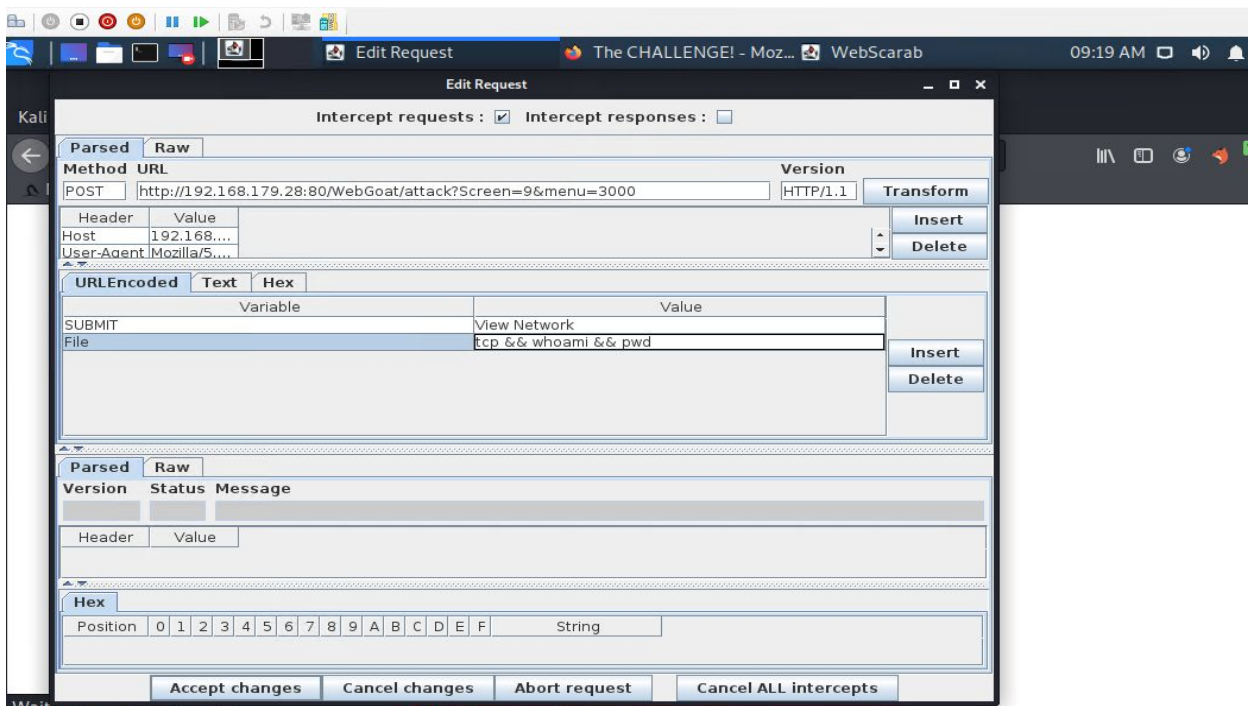 Edit Request
The CHALLENGE! - Moz...
WebScarab
09:19 AM
Kali
Edit Request
Intercept requests :
Intercept responses :
Parsed Raw
Method URL Version
POST http://192.168.179.28:80/WebGoat/attack?Screen=9&menu=3000 HTTP/1.1 Transform
Header Value Insert
Host 192.168,...
User-Agent Mozilla/5,... Delete
URLEncoded Text Hex
Variable Value
SUBMIT View Network
File tcp && whoami && pwd
Insert
Delete
Parsed Raw
Version Status Message
Header Value
Hex
Position 0 1 2 3 4 5 6 7 8 9 A B C D E F String
Accept changes Cancel changes Abort request Cancel ALL intercepts